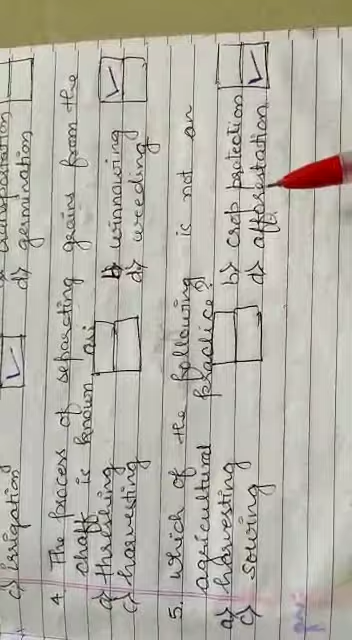 c) irrigation
d) germination
4. The process of separating grains from the
chaff is known as:
a) threshing b) winnowing
c) harvesting d) weeding
5. which of the following is not an
agricultural practice?
a) harvesting b) crop protection
c) sowing d) afforestation